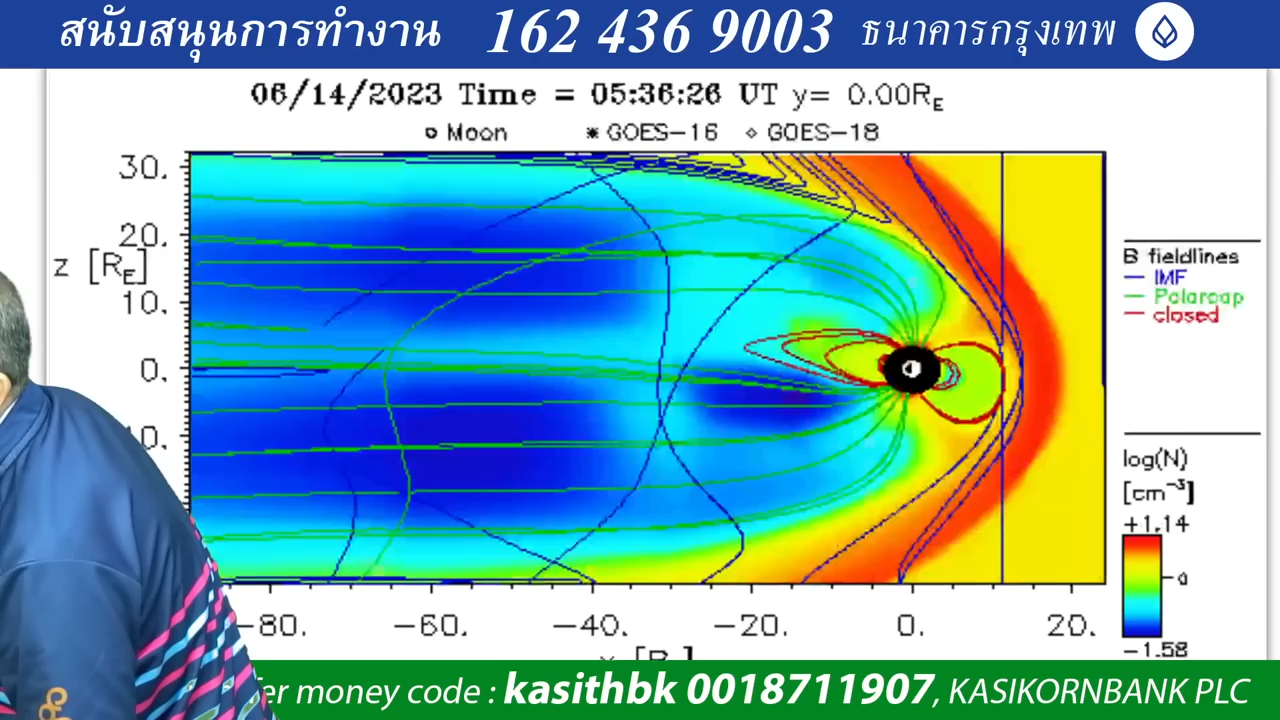 สนับสนุนการทำงาน 162 436 9003 ธนาคารกรุงเทพ
06/14/2023 Time = 05:36:26 UT y= 0.00R_E
Moon GOES-16 GOES-18
30.
20.
z [R_E]
10.
0.
10.
B fieldlines
IMF
Polarcap
closed
log(N)
[cm⁻³]
+1.14
0
-1.58
-80. -60. -40. -20. 0. 20.
er money code : kasithbk 0018711907, KASIKORNBANK PLC